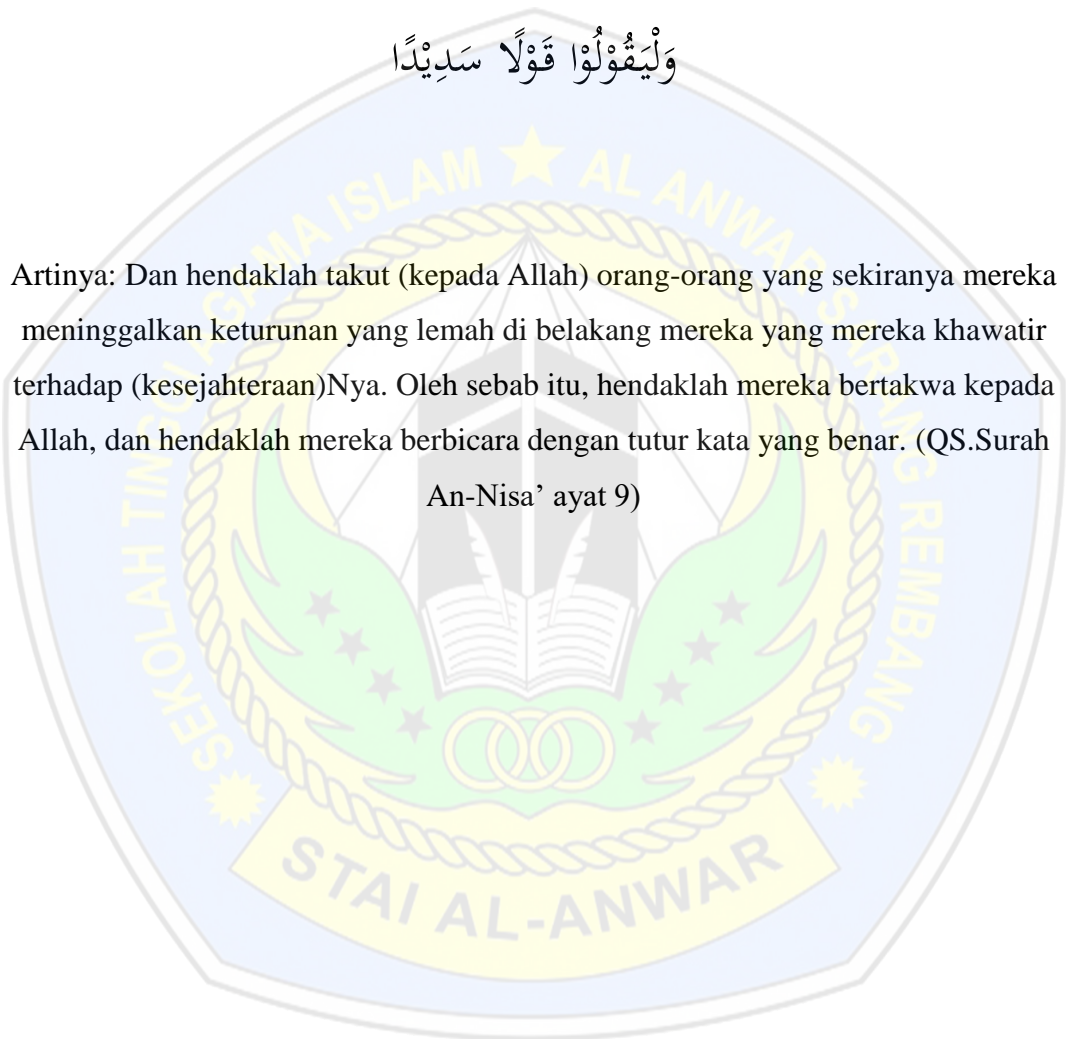 وَلْيَقُوْلُوْا قَوْلًا سَدِيْدًا
SEKOLAH TINGGI AGAMA ISLAM ★ AL ANWAR SARANG REMBANG
Artinya: Dan hendaklah takut (kepada Allah) orang-orang yang sekiranya mereka
meninggalkan keturunan yang lemah di belakang mereka yang mereka khawatir
terhadap (kesejahteraan)Nya. Oleh sebab itu, hendaklah mereka bertakwa kepada
Allah, dan hendaklah mereka berbicara dengan tutur kata yang benar. (QS.Surah
An-Nisa’ ayat 9)
STAI AL-ANWAR